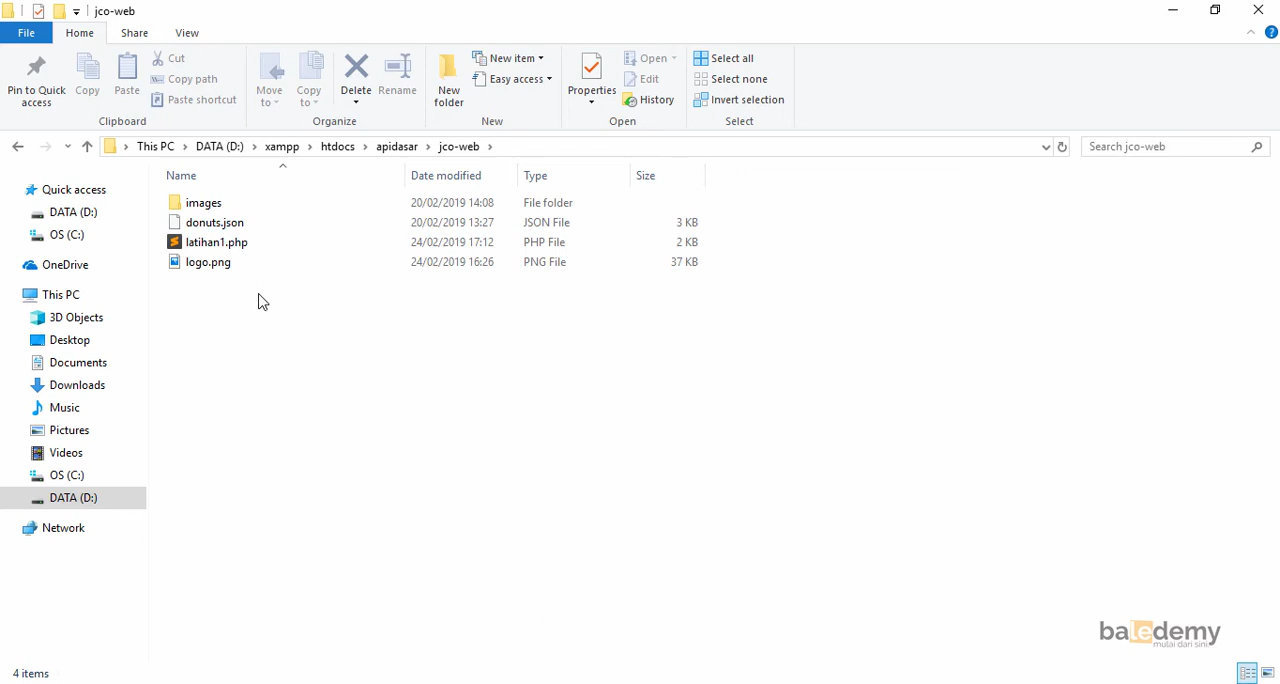 jco-web
File
Home
Share
View
Pin to Quick access
Copy
Paste
Cut
Copy path
Paste shortcut
Clipboard
Move to
Copy to
Delete
Rename
Organize
New folder
New item
Easy access
New
Properties
Open
Edit
History
Open
Select all
Select none
Invert selection
Select
This PC > DATA (D:) > xampp > htdocs > apidasar > jco-web >
Search jco-web
Name Date modified Type Size
images 20/02/2019 14:08 File folder
donuts.json 20/02/2019 13:27 JSON File 3 KB
latihan1.php 24/02/2019 17:12 PHP File 2 KB
logo.png 24/02/2019 16:26 PNG File 37 KB
Quick access
DATA (D:)
OS (C:)
OneDrive
This PC
3D Objects
Desktop
Documents
Downloads
Music
Pictures
Videos
OS (C:)
DATA (D:)
Network
baledemy
mulai dari sini.
4 items